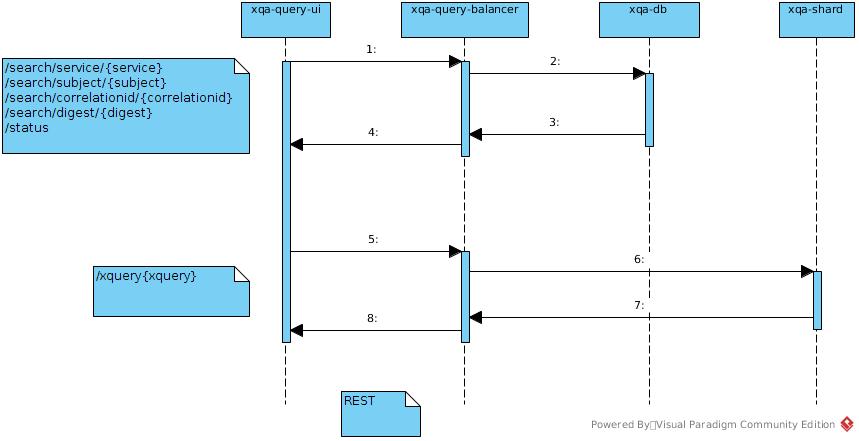 xqa-query-ui
xqa-query-balancer
xqa-db
xqa-shard
1:
2:
/search/service/{service}
/search/subject/{subject}
/search/correlationid/{correlationid}
/search/digest/{digest}
/status
3:
4:
5:
6:
/xquery{xquery}
7:
8:
REST
Powered By Visual Paradigm Community Edition